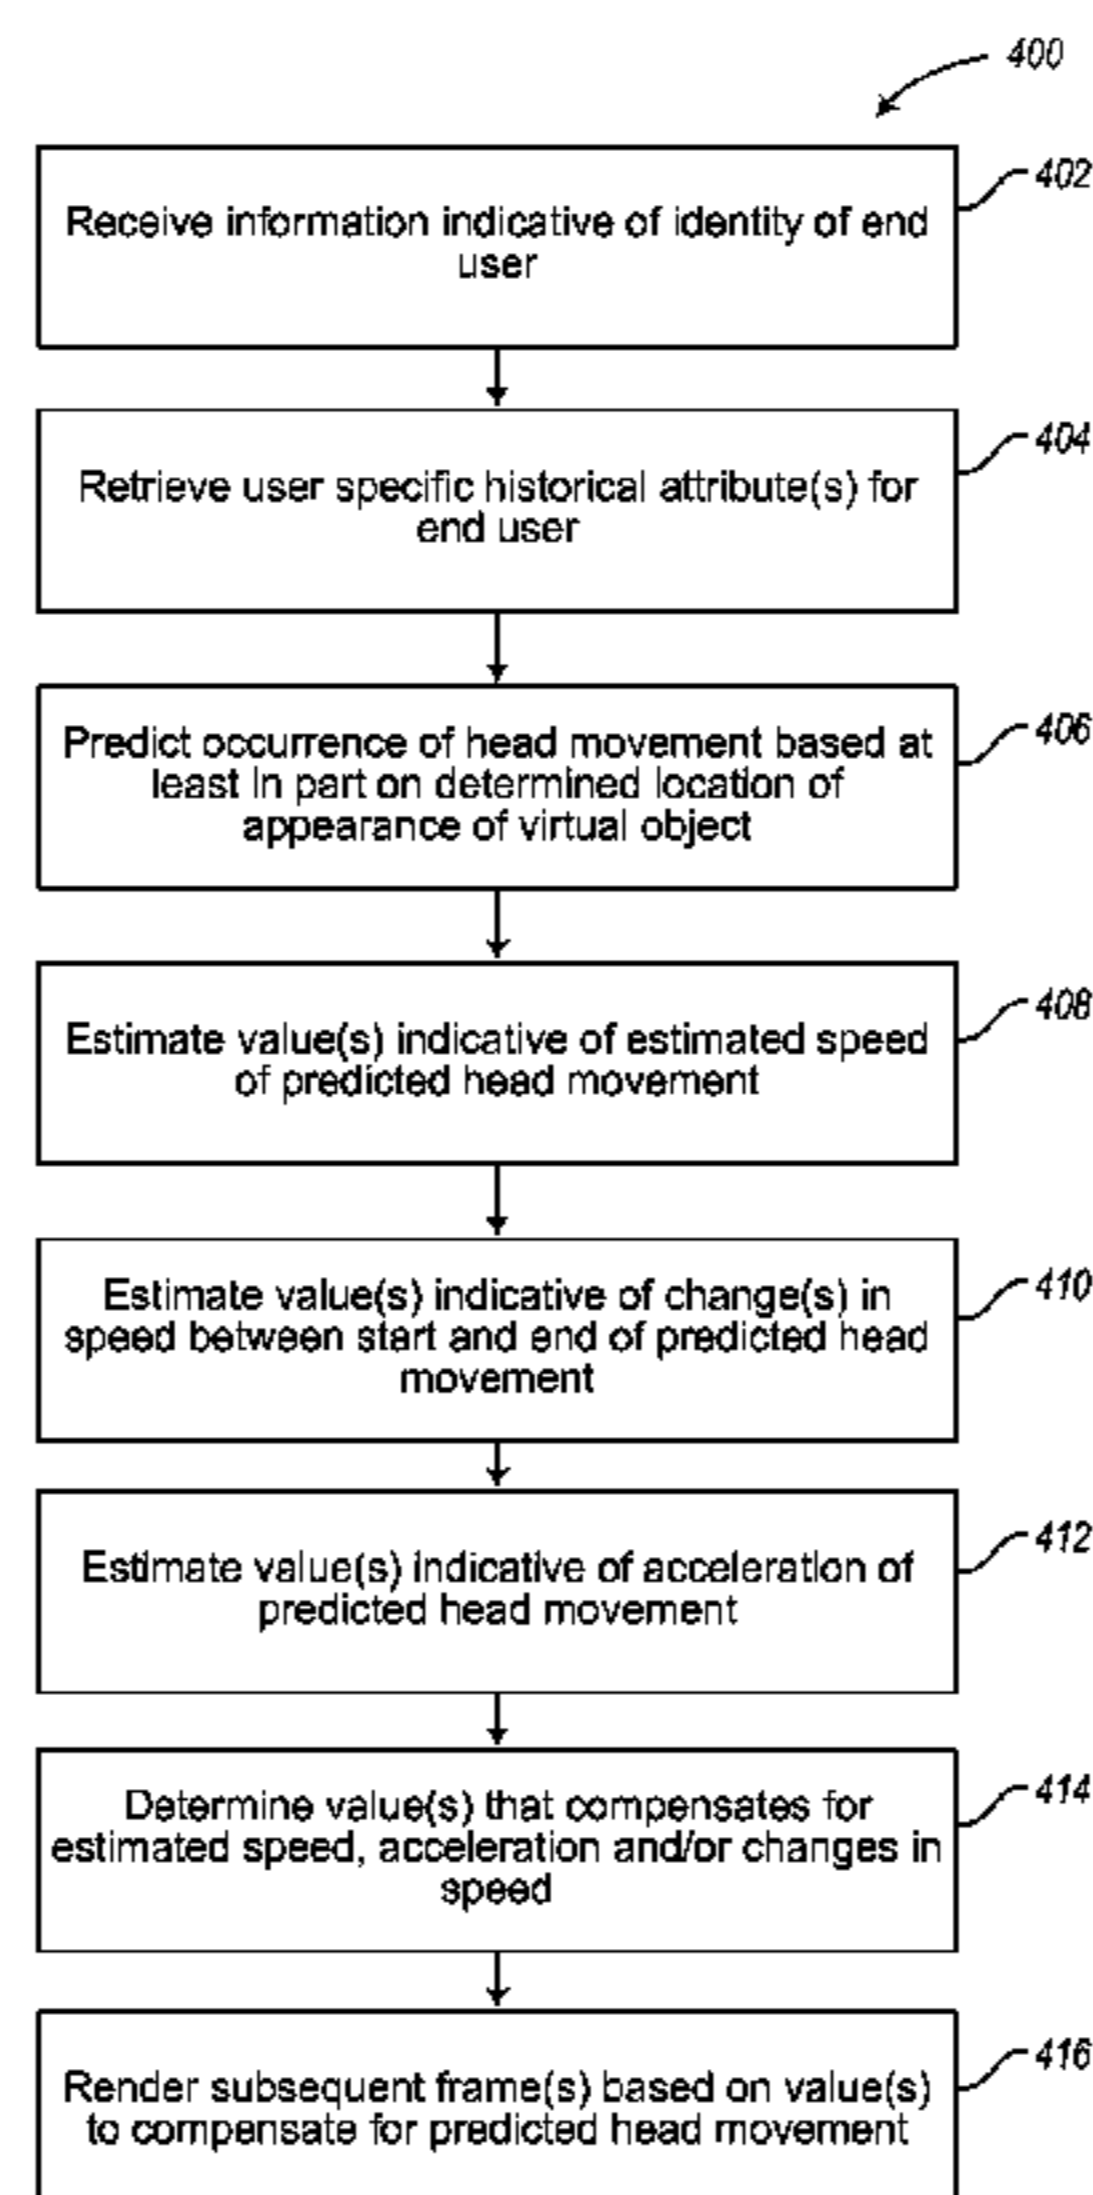 400
402
Receive information indicative of identity of end
user
404
Retrieve user specific historical attribute(s) for
end user
406
Predict occurrence of head movement based at
least in part on determined location of
appearance of virtual object
408
Estimate value(s) indicative of estimated speed
of predicted head movement
410
Estimate value(s) indicative of change(s) in
speed between start and end of predicted head
movement
412
Estimate value(s) indicative of acceleration of
predicted head movement
414
Determine value(s) that compensates for
estimated speed, acceleration and/or changes in
speed
416
Render subsequent frame(s) based on value(s)
to compensate for predicted head movement